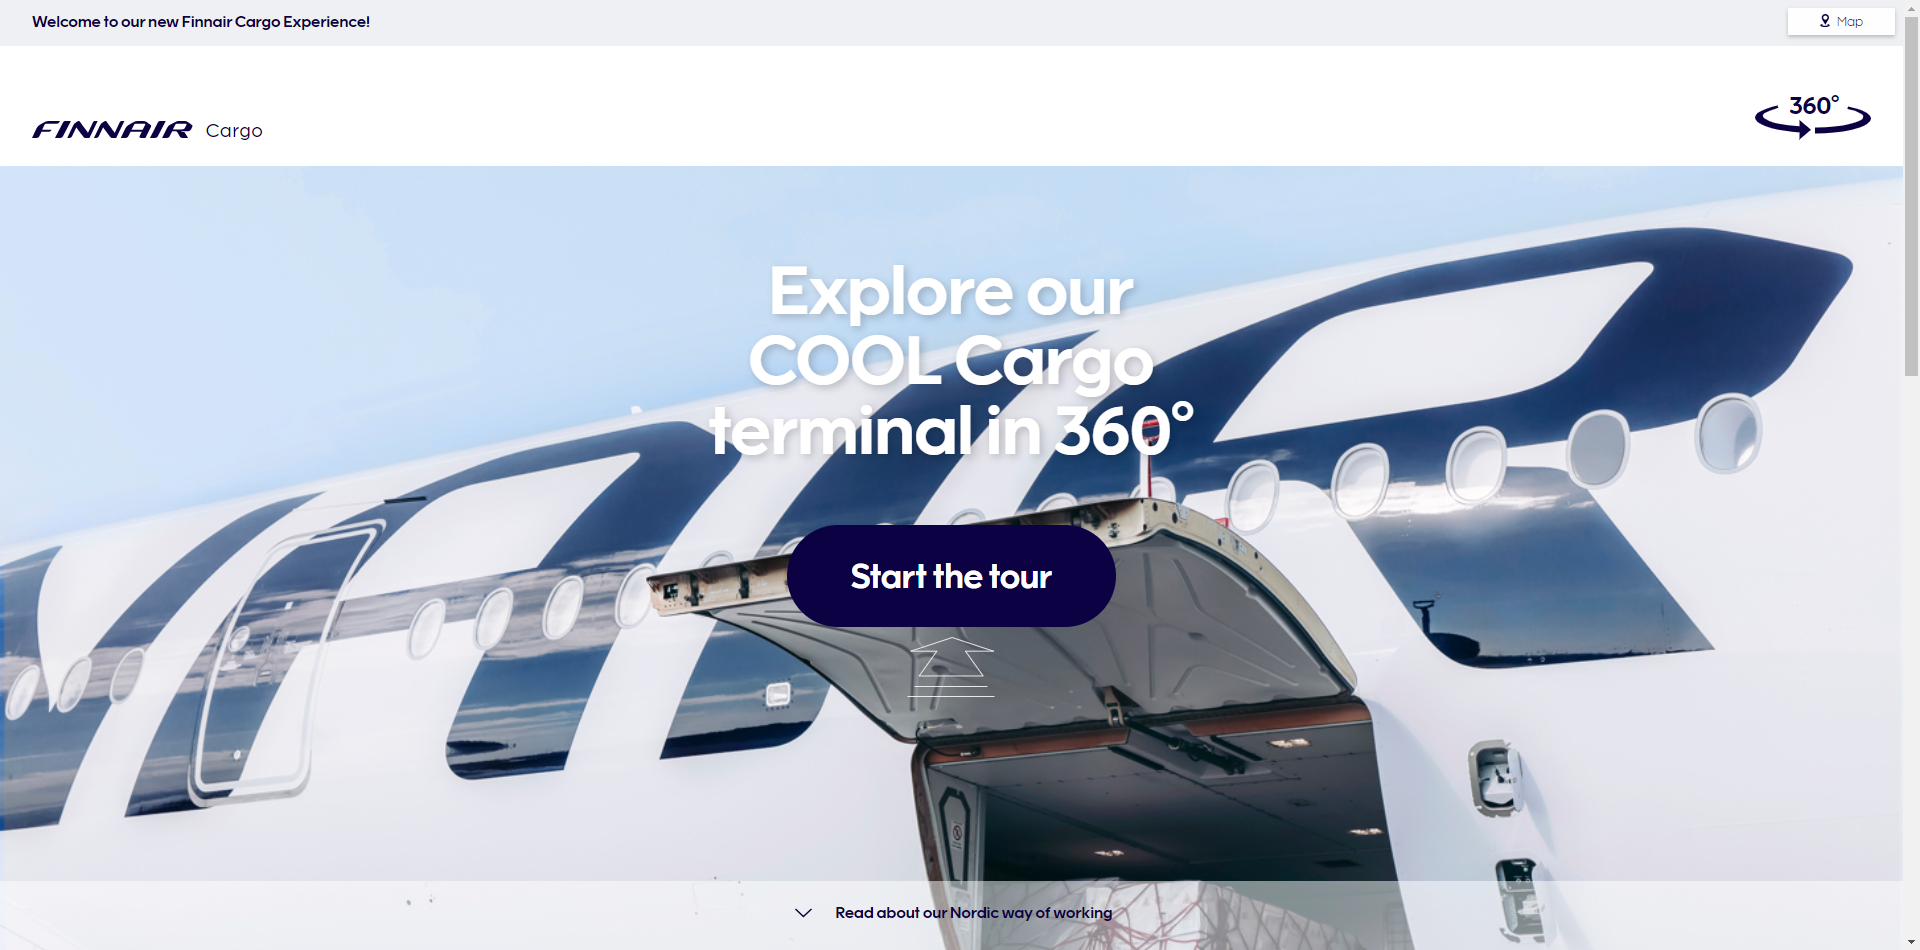 Welcome to our new Finnair Cargo Experience!
Map
FINNAIR Cargo
360°
Explore our
COOL Cargo
terminal in 360°
Start the tour
Read about our Nordic way of working